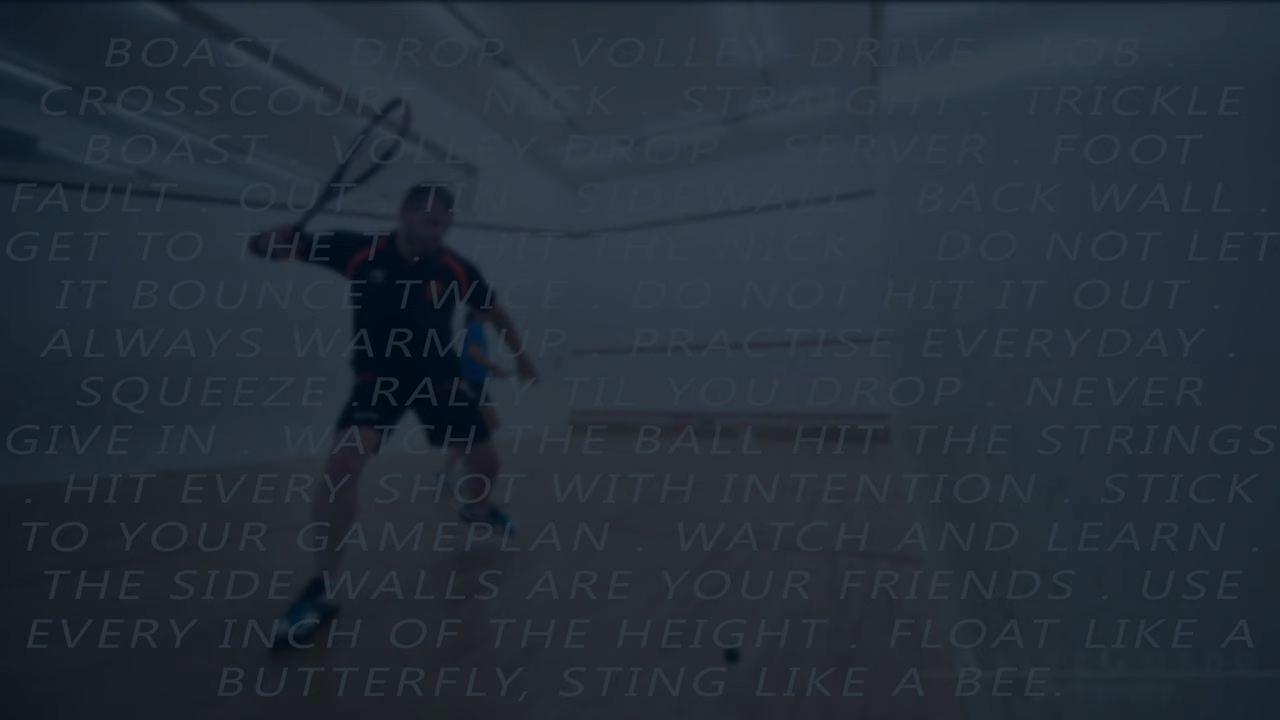 BOAST . DROP . VOLLEY . DRIVE . LOB .
CROSSCOURT . NICK . STRAIGHT . TRICKLE
BOAST . VOLLEY DROP . SERVER . FOOT
FAULT . OUT . TIN . SIDEWALL . BACK WALL .
GET TO THE T . HIT THE NICK . DO NOT LET
IT BOUNCE TWICE . DO NOT HIT IT OUT .
ALWAYS WARM UP . PRACTISE EVERYDAY .
SQUEEZE .RALLY TIL YOU DROP . NEVER
GIVE IN . WATCH THE BALL HIT THE STRINGS
. HIT EVERY SHOT WITH INTENTION . STICK
TO YOUR GAMEPLAN . WATCH AND LEARN .
THE SIDE WALLS ARE YOUR FRIENDS . USE
EVERY INCH OF THE HEIGHT . FLOAT LIKE A
BUTTERFLY, STING LIKE A BEE.